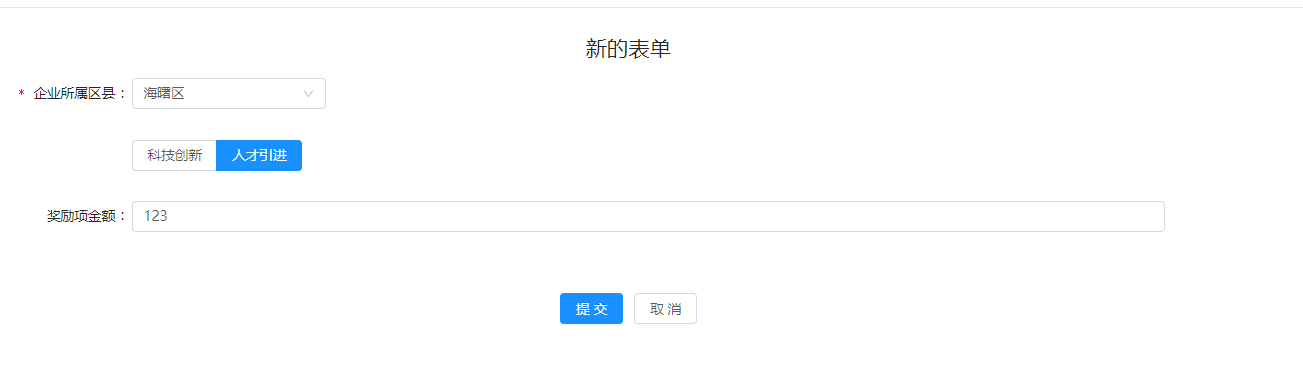 新的表单
* 企业所属区县： 海曙区
科技创新 人才引进
奖励项金额： 123
提 交 取 消